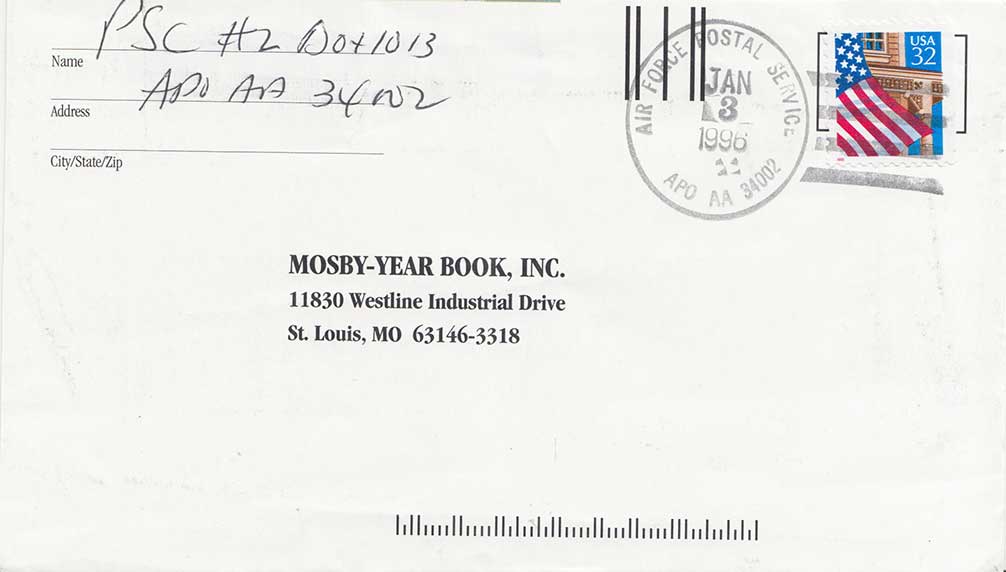 PSC #2 Box 1013
Name
APO AA 34002
Address
City/State/Zip
AIR FORCE POSTAL SERVICE
JAN
3
1996
APO AA 34002
USA
32
MOSBY-YEAR BOOK, INC.
11830 Westline Industrial Drive
St. Louis, MO 63146-3318